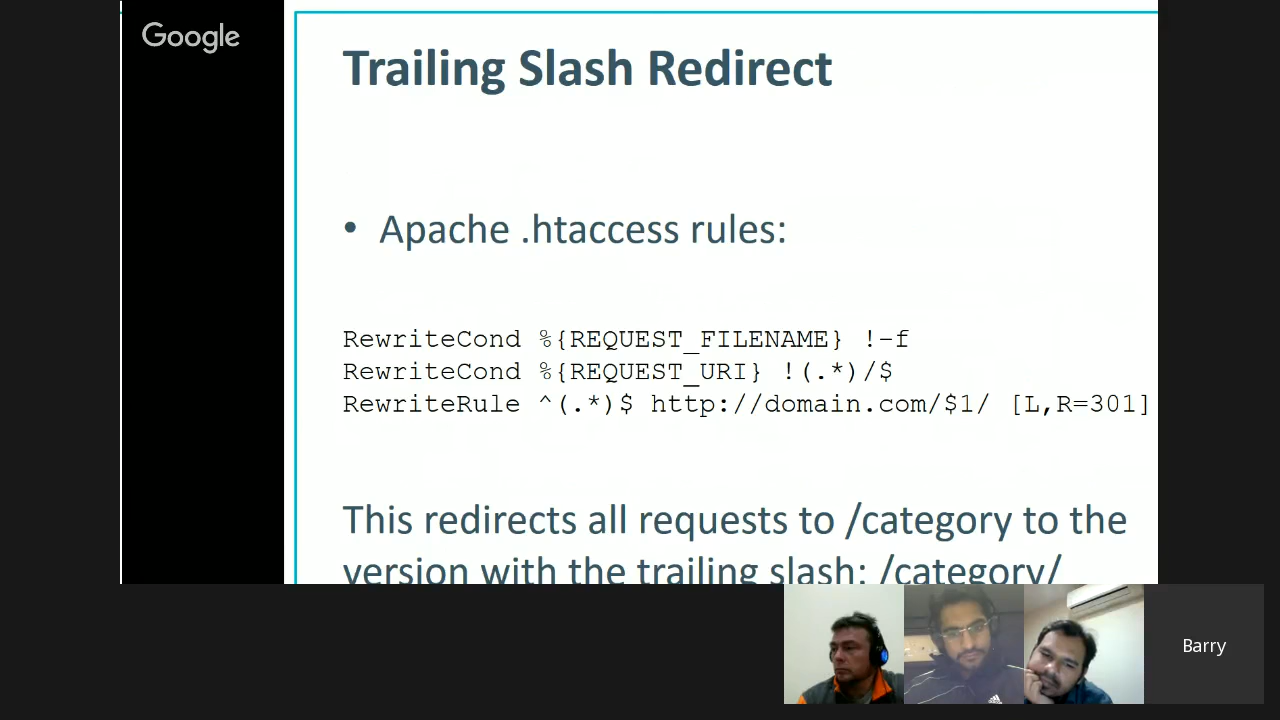 Google
Trailing Slash Redirect
• Apache .htaccess rules:
RewriteCond %{REQUEST_FILENAME} !-f
RewriteCond %{REQUEST_URI} !(.*)/$
RewriteRule ^(.*)$ http://domain.com/$1/ [L,R=301]
This redirects all requests to /category to the
version with the trailing slash: /category/
Barry